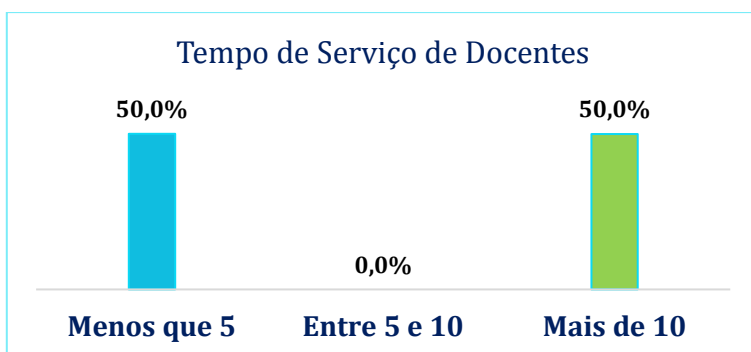 Tempo de Serviço de Docentes
50,0% 50,0%
0,0%
Menos que 5 Entre 5 e 10 Mais de 10